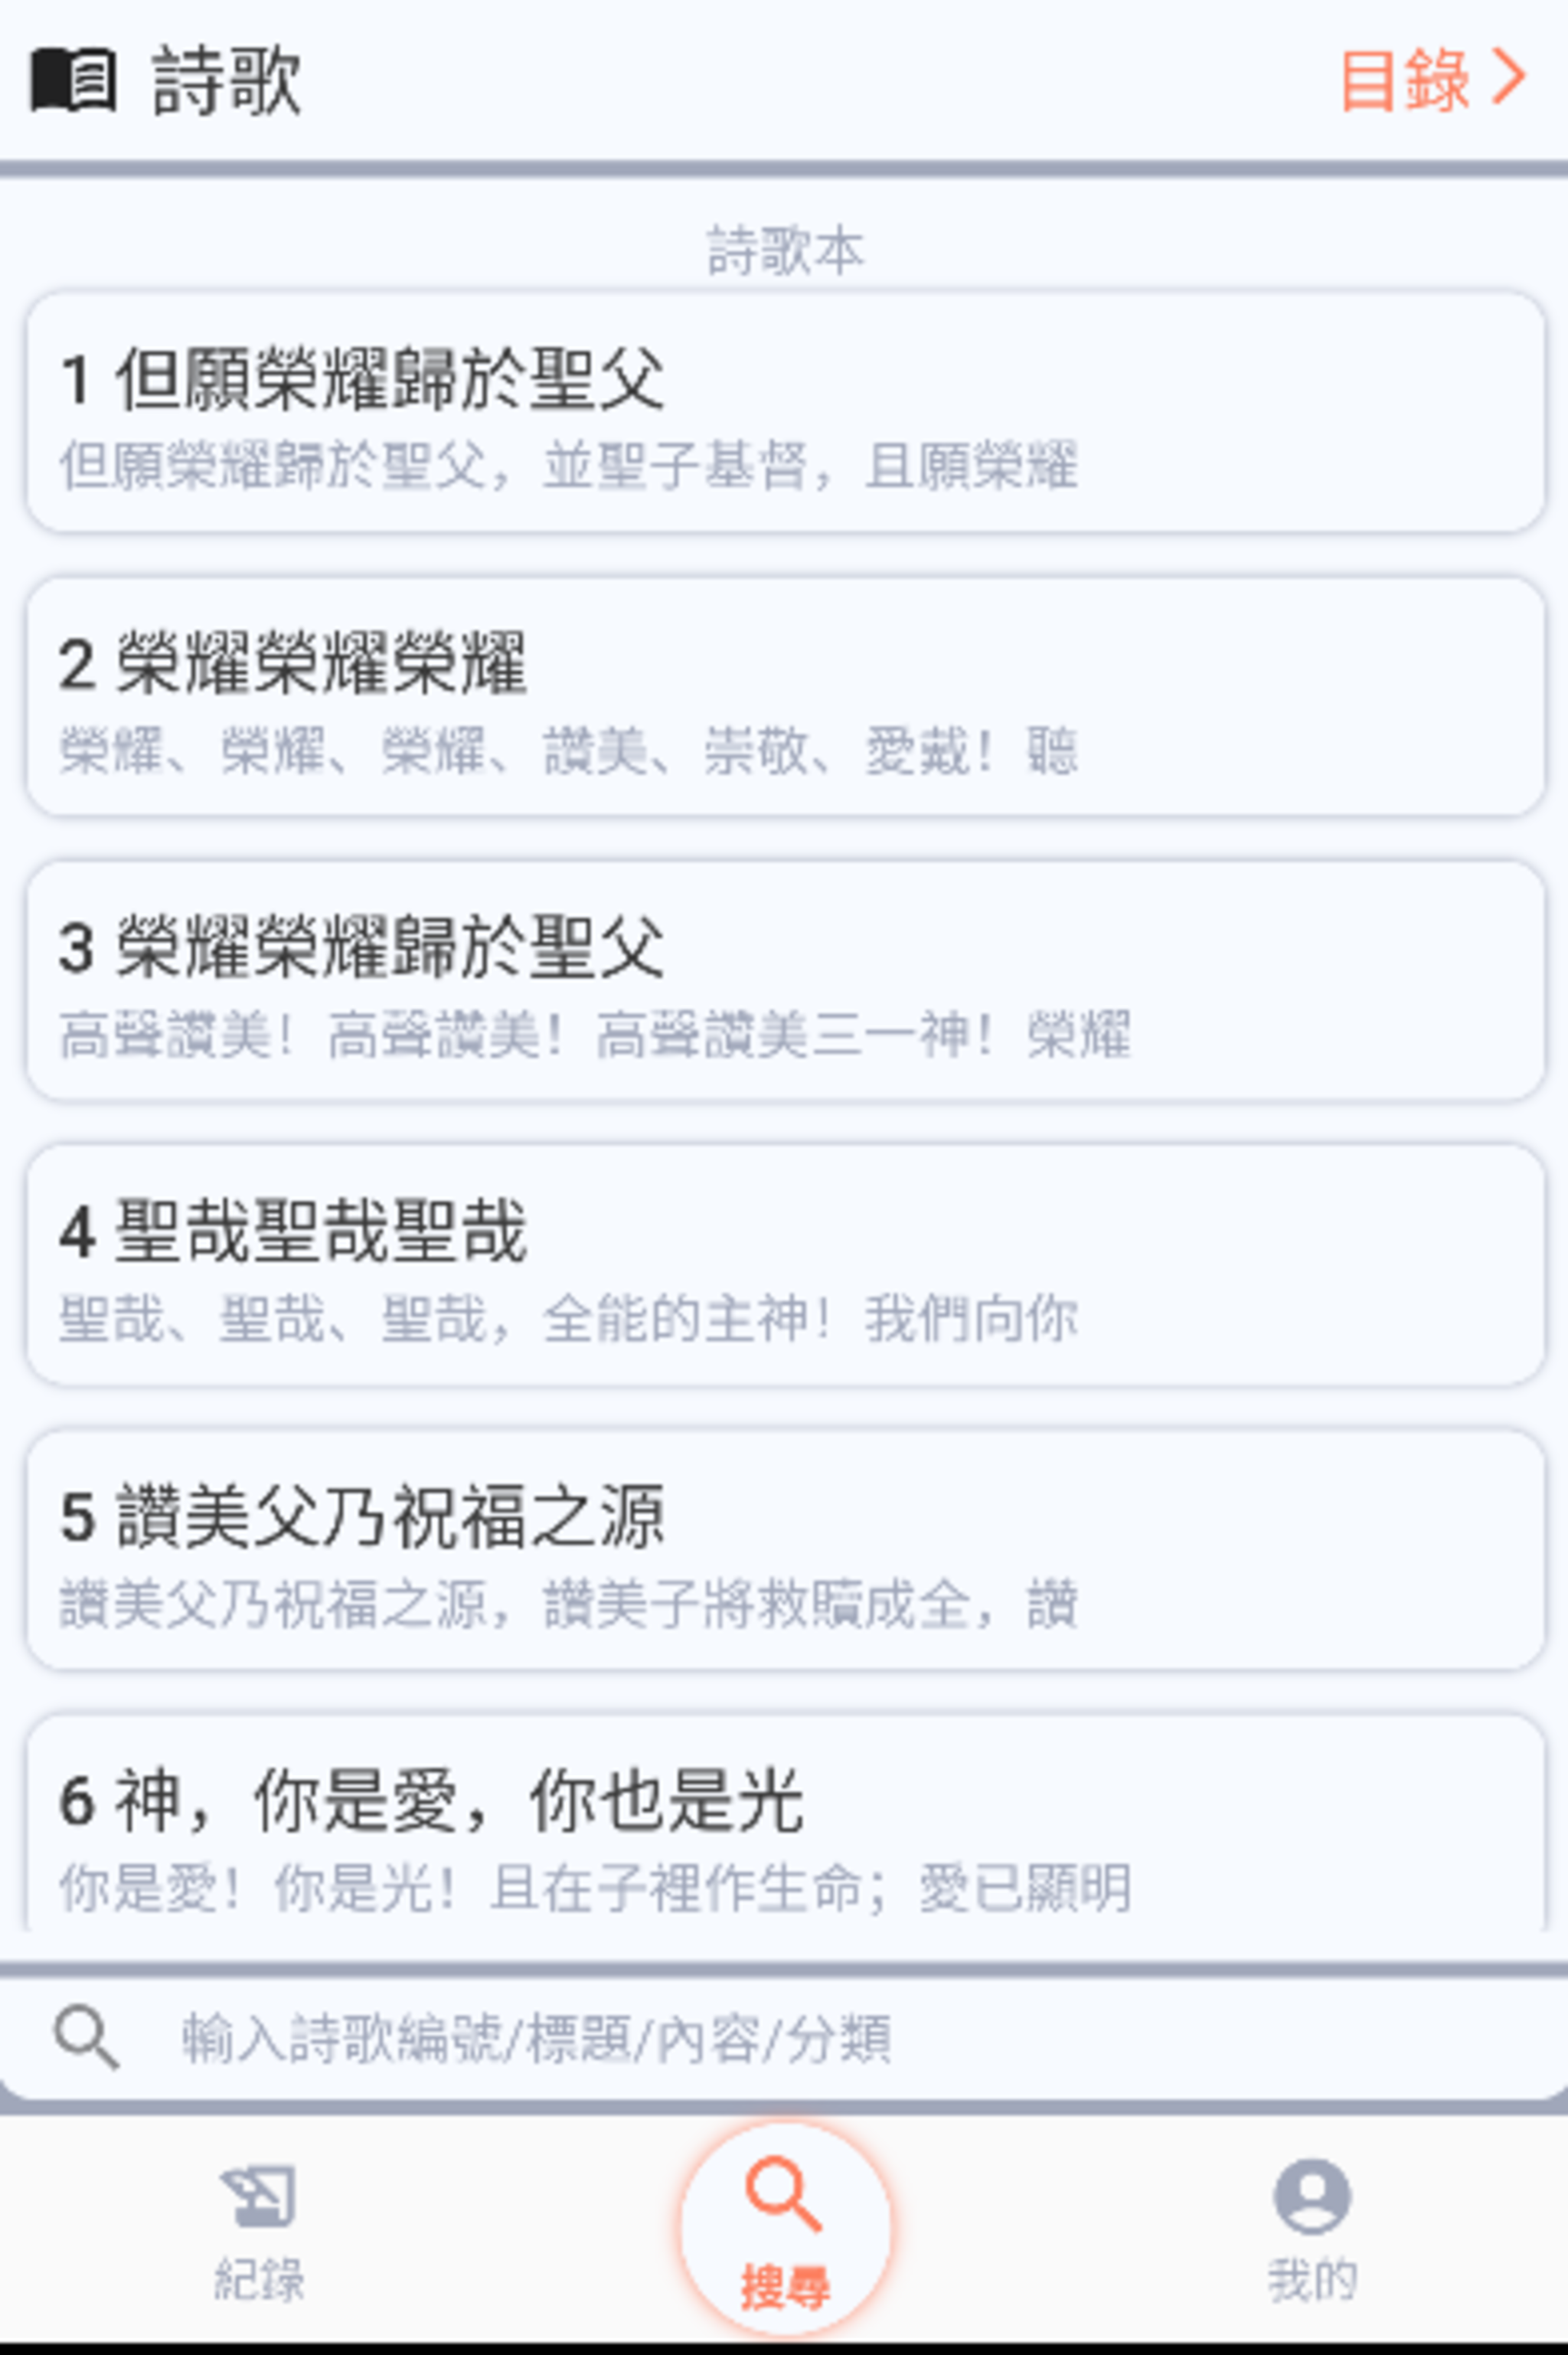 詩歌
目錄
詩歌本
1 但願榮耀歸於聖父
但願榮耀歸於聖父，並聖子基督，且願榮耀
2 榮耀榮耀榮耀
榮耀、榮耀、榮耀、讚美、崇敬、愛戴！聽
3 榮耀榮耀歸於聖父
高聲讚美！高聲讚美！高聲讚美三一神！榮耀
4 聖哉聖哉聖哉
聖哉、聖哉、聖哉，全能的主神！我們向你
5 讚美父乃祝福之源
讚美父乃祝福之源，讚美子將救贖成全，讚
6 神，你是愛，你也是光
你是愛！你是光！且在子裡作生命；愛已顯明
輸入詩歌編號/標題/內容/分類
紀錄
搜尋
我的